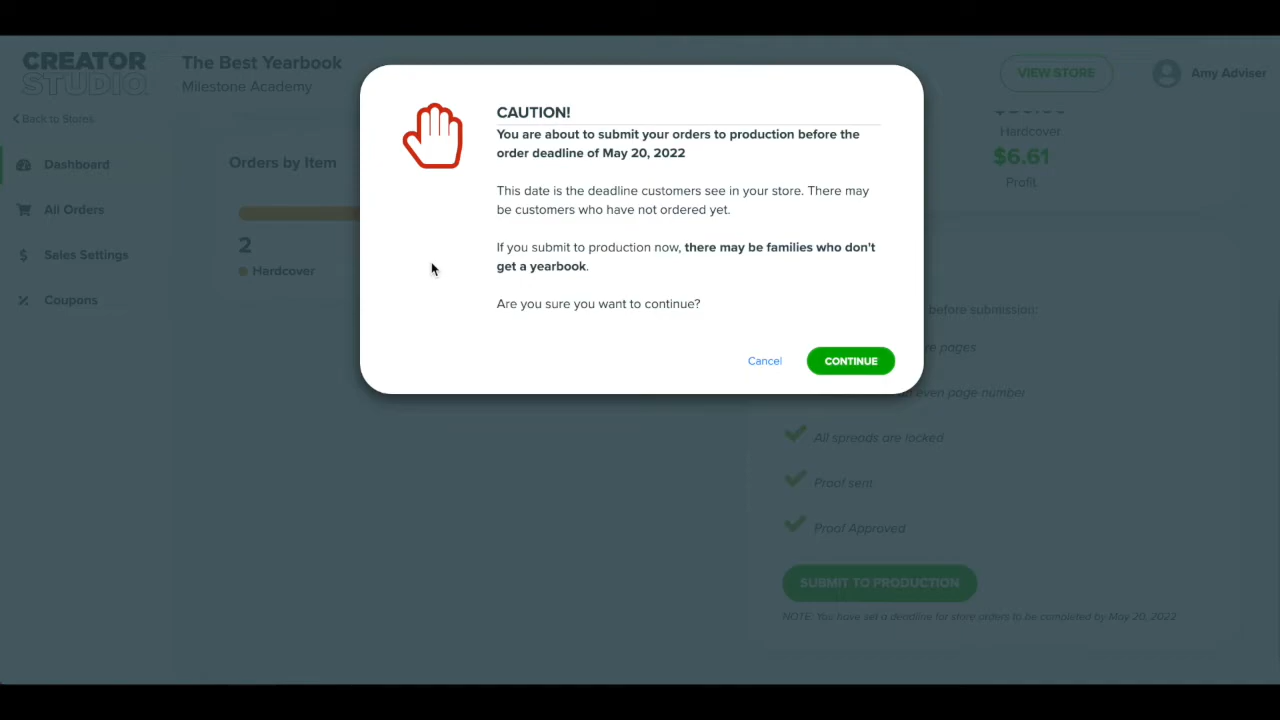 CREATOR
STUDIO
The Best Yearbook
Milestone Academy
VIEW STORE
Amy Adviser
Back to Stores
Dashboard
All Orders
Sales Settings
Coupons
Orders by Item
2
Hardcover
CAUTION!
You are about to submit your orders to production before the
order deadline of May 20, 2022
This date is the deadline customers see in your store. There may
be customers who have not ordered yet.
If you submit to production now, there may be families who don't
get a yearbook.
Are you sure you want to continue?
Cancel
CONTINUE
Hardcover
$6.61
Profit
before submission:
pages
even page number
All spreads are locked
Proof sent
Proof Approved
SUBMIT TO PRODUCTION
NOTE: You have set a deadline for store orders to be completed by May 20, 2022